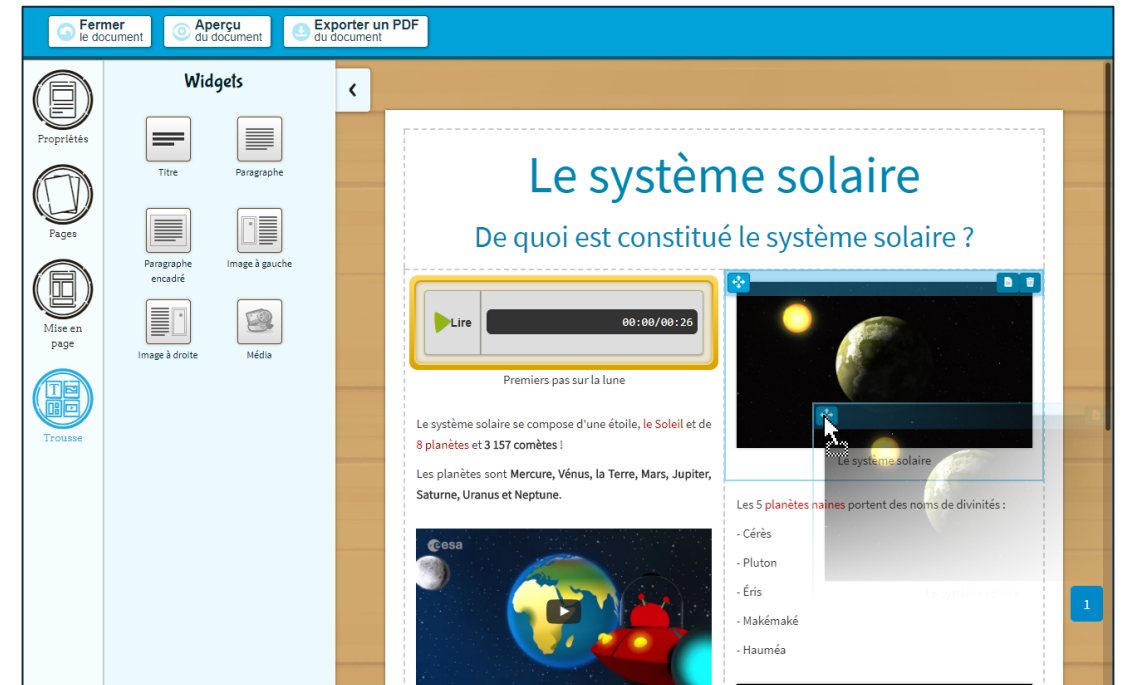 Fermer
le document
Aperçu
du document
Exporter un PDF
du document
Propriétés
Pages
Mise en
page
Trousse
Widgets
Titre
Paragraphe
Paragraphe
encadré
Image à gauche
Image à droite
Média
Le système solaire
De quoi est constitué le système solaire ?
Lire
00:00/00:26
Premiers pas sur la lune
Le système solaire se compose d'une étoile, le Soleil et de
8 planètes et 3 157 comètes !
Les planètes sont Mercure, Vénus, la Terre, Mars, Jupiter,
Saturne, Uranus et Neptune.
esa
Le système solaire
Les 5 planètes naines portent des noms de divinités :
- Cérès
- Pluton
- Éris
- Makémaké
- Hauméa
1